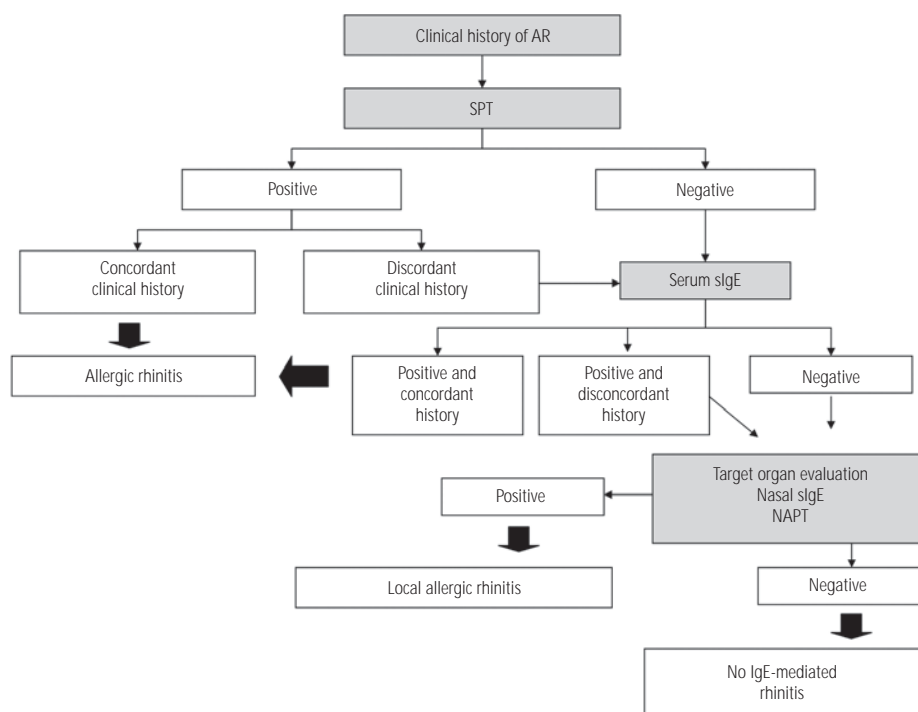 Clinical history of AR
SPT
Positive
Negative
Concordant
clinical history
Discordant
clinical history
Serum sIgE
Allergic rhinitis
Positive and
concordant
history
Positive and
disconcordant
history
Negative
Target organ evaluation
Nasal sIgE
NAPT
Positive
Local allergic rhinitis
Negative
No IgE-mediated
rhinitis